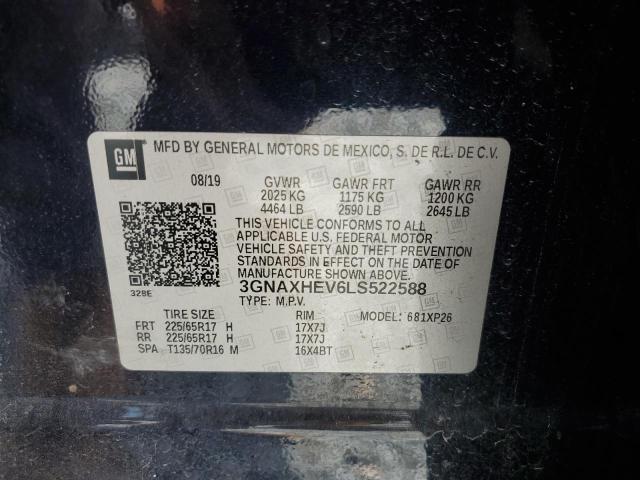 GM
MFD BY GENERAL MOTORS DE MEXICO, S. DE R.L. DE C.V.
08/19 GVWR GAWR FRT GAWR RR
2025 KG 1175 KG 1200 KG
4464 LB 2590 LB 2645 LB
THIS VEHICLE CONFORMS TO ALL
APPLICABLE U.S. FEDERAL MOTOR
VEHICLE SAFETY AND THEFT PREVENTION
STANDARDS IN EFFECT ON THE DATE OF
MANUFACTURE SHOWN ABOVE.
328E 3GNAXHEV6LS522588
TYPE: M.P.V.
TIRE SIZE RIM MODEL: 681XP26
FRT 225/65R17 H 17X7J
RR 225/65R17 H 17X7J
SPA T135/70R16 M 16X4BT